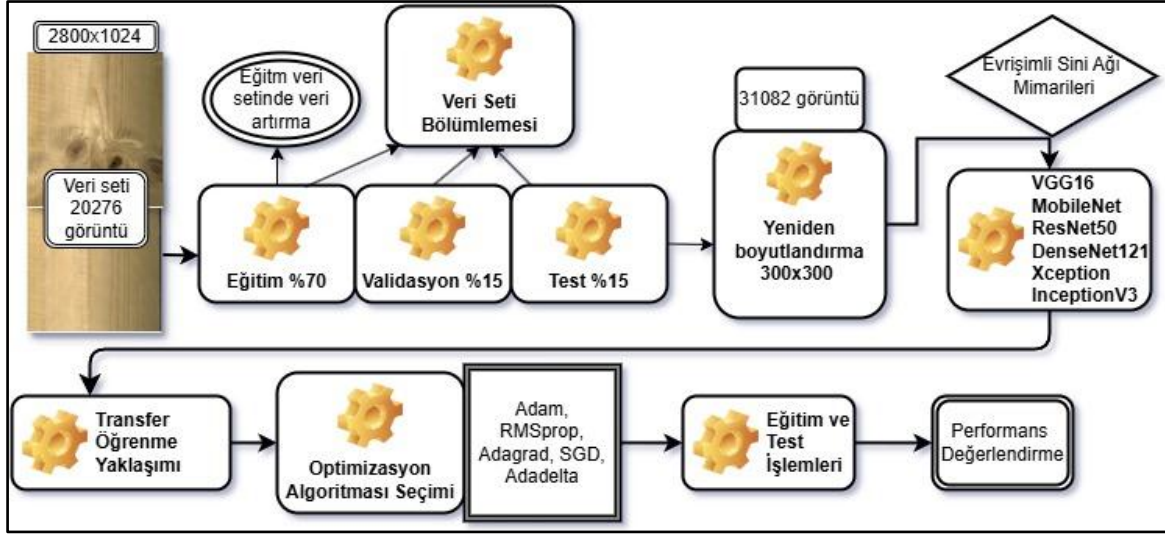 2800x1024
Veri seti
20276
görüntü
Eğitm veri
setinde veri
artırma
Veri Seti
Bölümlemesi
Eğitim %70
Validasyon %15
Test %15
31082 görüntü
Yeniden
boyutlandırma
300x300
Evrişimli Sini Ağı
Mimarileri
VGG16
MobileNet
ResNet50
DenseNet121
Xception
InceptionV3
Transfer
Öğrenme
Yaklaşımı
Optimizasyon
Algoritması Seçimi
Adam,
RMSprop,
Adagrad, SGD,
Adadelta
Eğitim ve
Test
İşlemleri
Performans
Değerlendirme